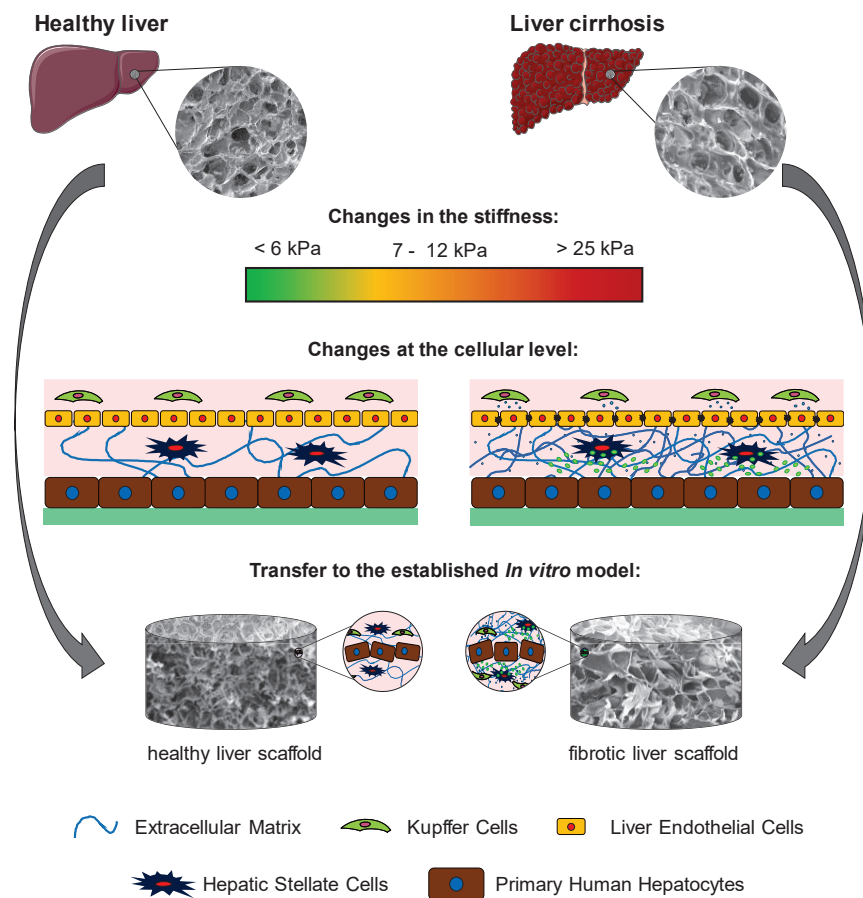 Healthy liver
Liver cirrhosis
Changes in the stiffness:
< 6 kPa
7 - 12 kPa
> 25 kPa
Changes at the cellular level:
Transfer to the established In vitro model:
healthy liver scaffold
fibrotic liver scaffold
Extracellular Matrix
Kupffer Cells
Liver Endothelial Cells
Hepatic Stellate Cells
Primary Human Hepatocytes